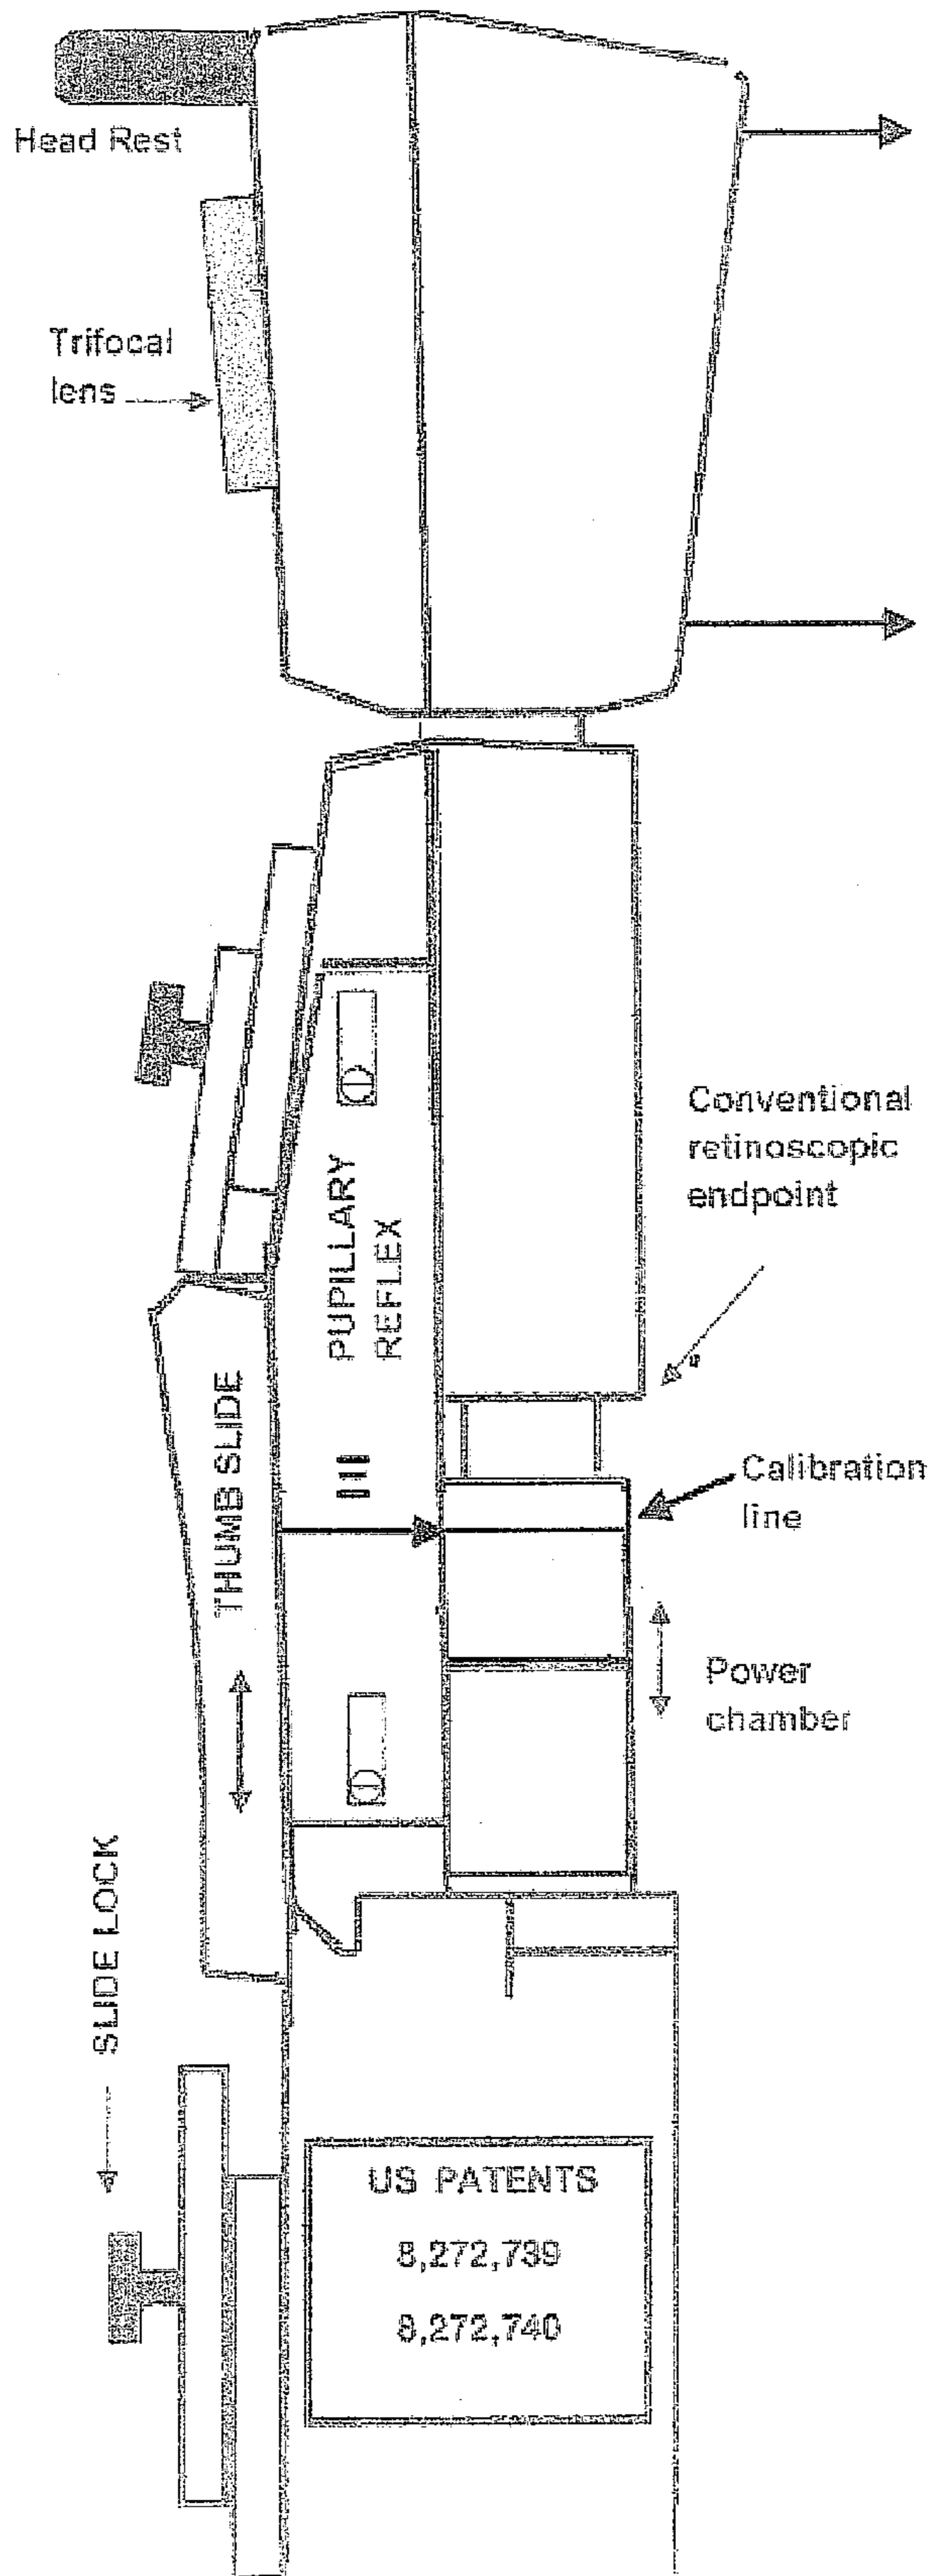 Head Rest
Trifocal
lens
Conventional
retinoscopic
endpoint
PUPILLARY
REFLEX
THUMB SLIDE
Calibration
line
Power
chamber
SLIDE LOCK
US PATENTS
8,272,739
8,272,740